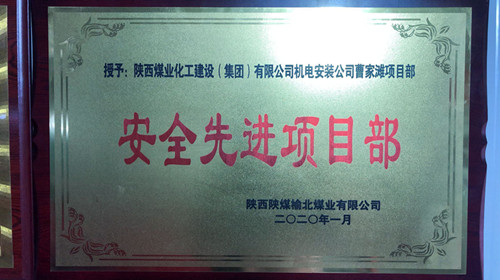 授予：陕西煤业化工建设（集团）有限公司机电安装公司曹家滩项目部
安全先进项目部
陕西陕煤榆北煤业有限公司
二〇二〇年一月